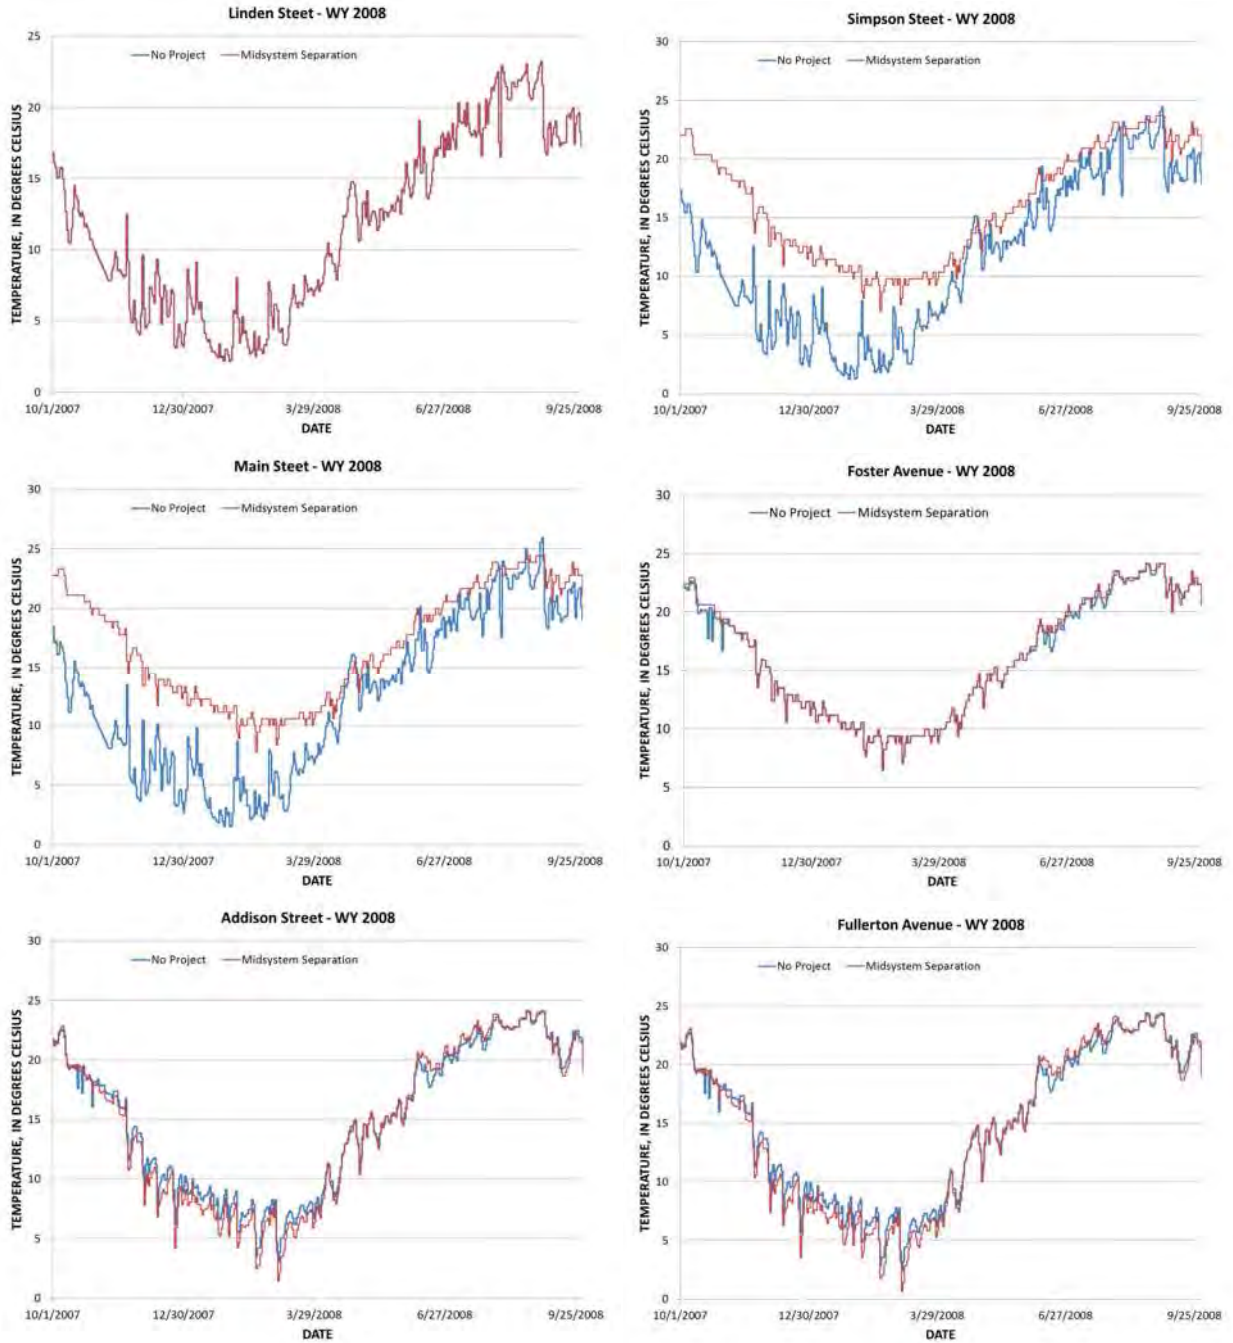 Linden Steet - WY 2008
No Project Midsystem Separation
TEMPERATURE, IN DEGREES CELSIUS
25
20
15
10
5
0
10/1/2007 12/30/2007 3/29/2008 6/27/2008 9/25/2008
DATE
Simpson Steet - WY 2008
No Project Midsystem Separation
TEMPERATURE, IN DEGREES CELSIUS
30
25
20
15
10
5
0
10/1/2007 12/30/2007 3/29/2008 6/27/2008 9/25/2008
DATE
Main Steet - WY 2008
No Project Midsystem Separation
TEMPERATURE, IN DEGREES CELSIUS
30
25
20
15
10
5
0
10/1/2007 12/30/2007 3/29/2008 6/27/2008 9/25/2008
DATE
Foster Avenue - WY 2008
No Project Midsystem Separation
TEMPERATURE, IN DEGREES CELSIUS
30
25
20
15
10
5
0
10/1/2007 12/30/2007 3/29/2008 6/27/2008 9/25/2008
DATE
Addison Street - WY 2008
No Project Midsystem Separation
TEMPERATURE, IN DEGREES CELSIUS
30
25
20
15
10
5
0
10/1/2007 12/30/2007 3/29/2008 6/27/2008 9/25/2008
DATE
Fullerton Avenue - WY 2008
No Project Midsystem Separation
TEMPERATURE, IN DEGREES CELSIUS
30
25
20
15
10
5
0
10/1/2007 12/30/2007 3/29/2008 6/27/2008 9/25/2008
DATE